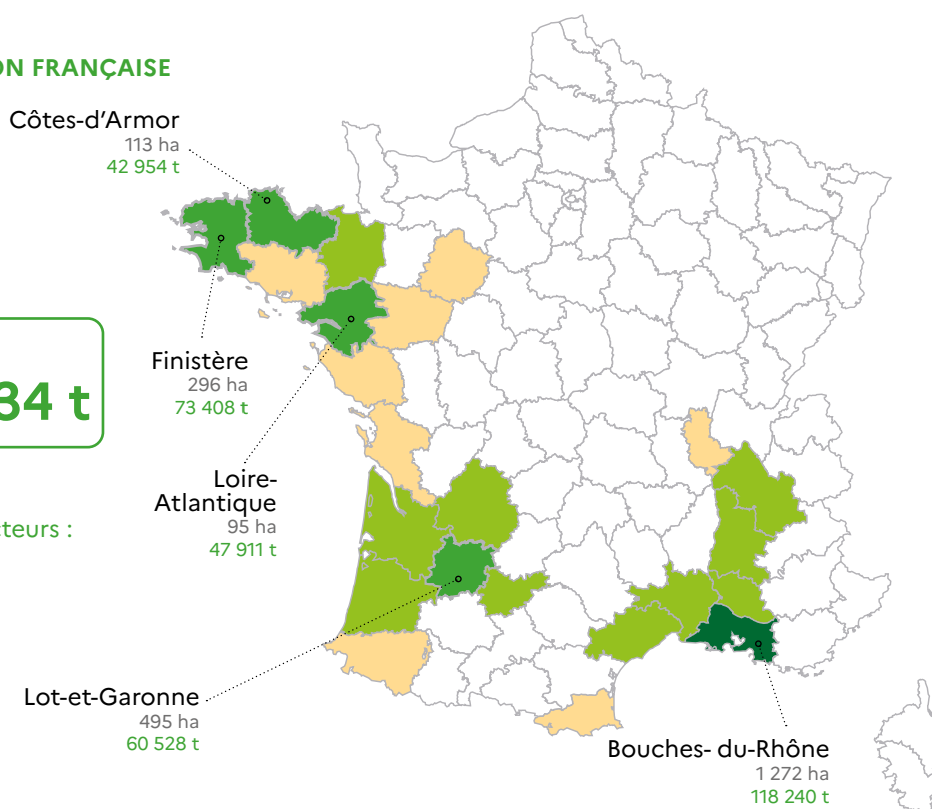 ON FRANÇAISE
Côtes-d'Armor
113 ha
42 954 t
Finistère
296 ha
73 408 t
34 t
Loire-
Atlantique
95 ha
47 911 t
cteurs :
Lot-et-Garonne
495 ha
60 528 t
Bouches- du-Rhône
1 272 ha
118 240 t